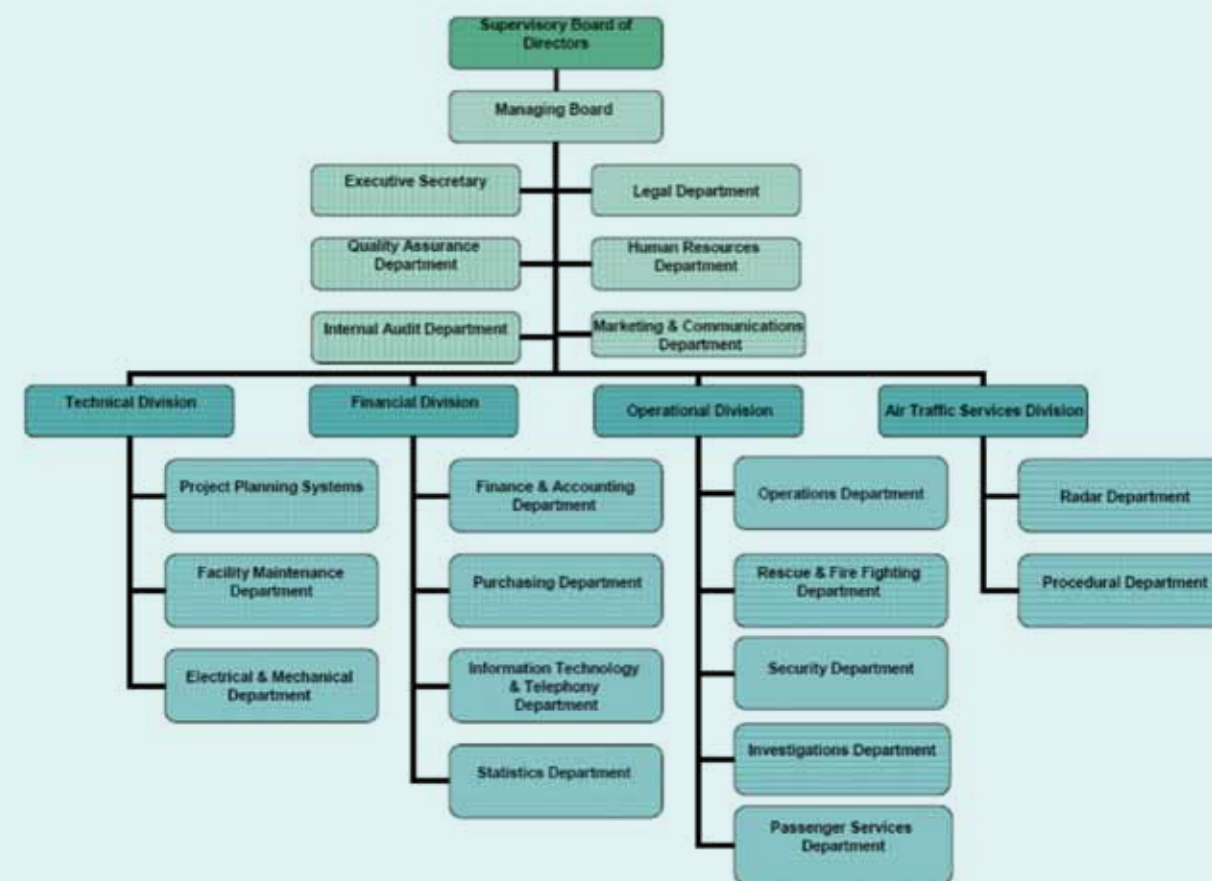 Supervisory Board of
Directors
Managing Board
Executive Secretary
Legal Department
Quality Assurance
Department
Human Resources
Department
Internal Audit Department
Marketing & Communications
Department
Technical Division
Financial Division
Operational Division
Air Traffic Services Division
Project Planning Systems
Facility Maintenance
Department
Electrical & Mechanical
Department
Finance & Accounting
Department
Purchasing Department
Information Technology
& Telephony
Department
Statistics Department
Operations Department
Rescue & Fire Fighting
Department
Security Department
Investigations Department
Passenger Services
Department
Radar Department
Procedural Department